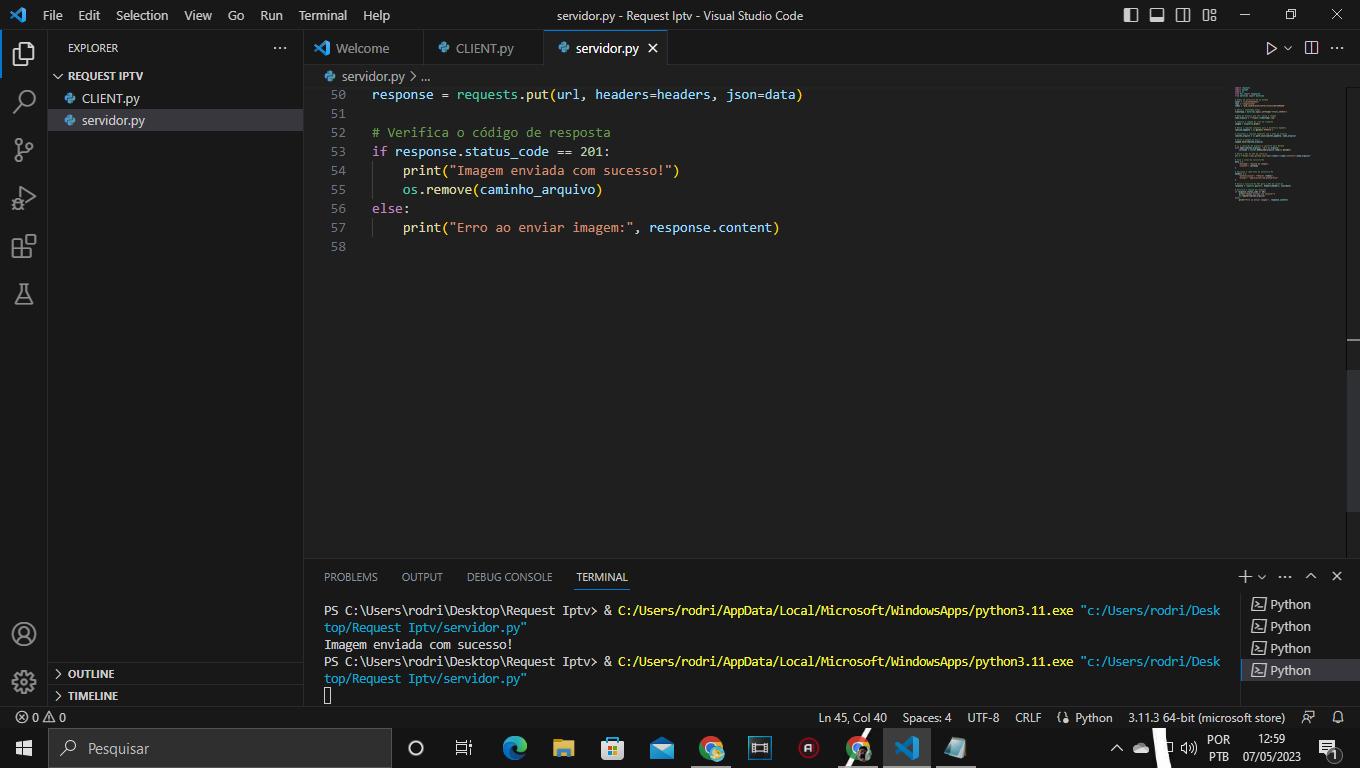 File Edit Selection View Go Run Terminal Help
servidor.py - Request Iptv - Visual Studio Code
EXPLORER
REQUEST IPTV
CLIENT.py
servidor.py
OUTLINE
TIMELINE
Welcome CLIENT.py servidor.py
servidor.py > ...
50 response = requests.put(url, headers=headers, json=data)
51
52 # Verifica o código de resposta
53 if response.status_code == 201:
54     print("Imagem enviada com sucesso!")
55     os.remove(caminho_arquivo)
56 else:
57     print("Erro ao enviar imagem:", response.content)
58
PROBLEMS OUTPUT DEBUG CONSOLE TERMINAL
PS C:\Users\rodri\Desktop\Request Iptv> & C:/Users/rodri/AppData/Local/Microsoft/WindowsApps/python3.11.exe "c:/Users/rodri/Desk
top/Request Iptv/servidor.py"
Imagem enviada com sucesso!
PS C:\Users\rodri\Desktop\Request Iptv> & C:/Users/rodri/AppData/Local/Microsoft/WindowsApps/python3.11.exe "c:/Users/rodri/Desk
top/Request Iptv/servidor.py"
Python
Python
Python
Python
0 0 Ln 45, Col 40 Spaces: 4 UTF-8 CRLF Python 3.11.3 64-bit (microsoft store)
Pesquisar
POR
PTB
12:59
07/05/2023
1